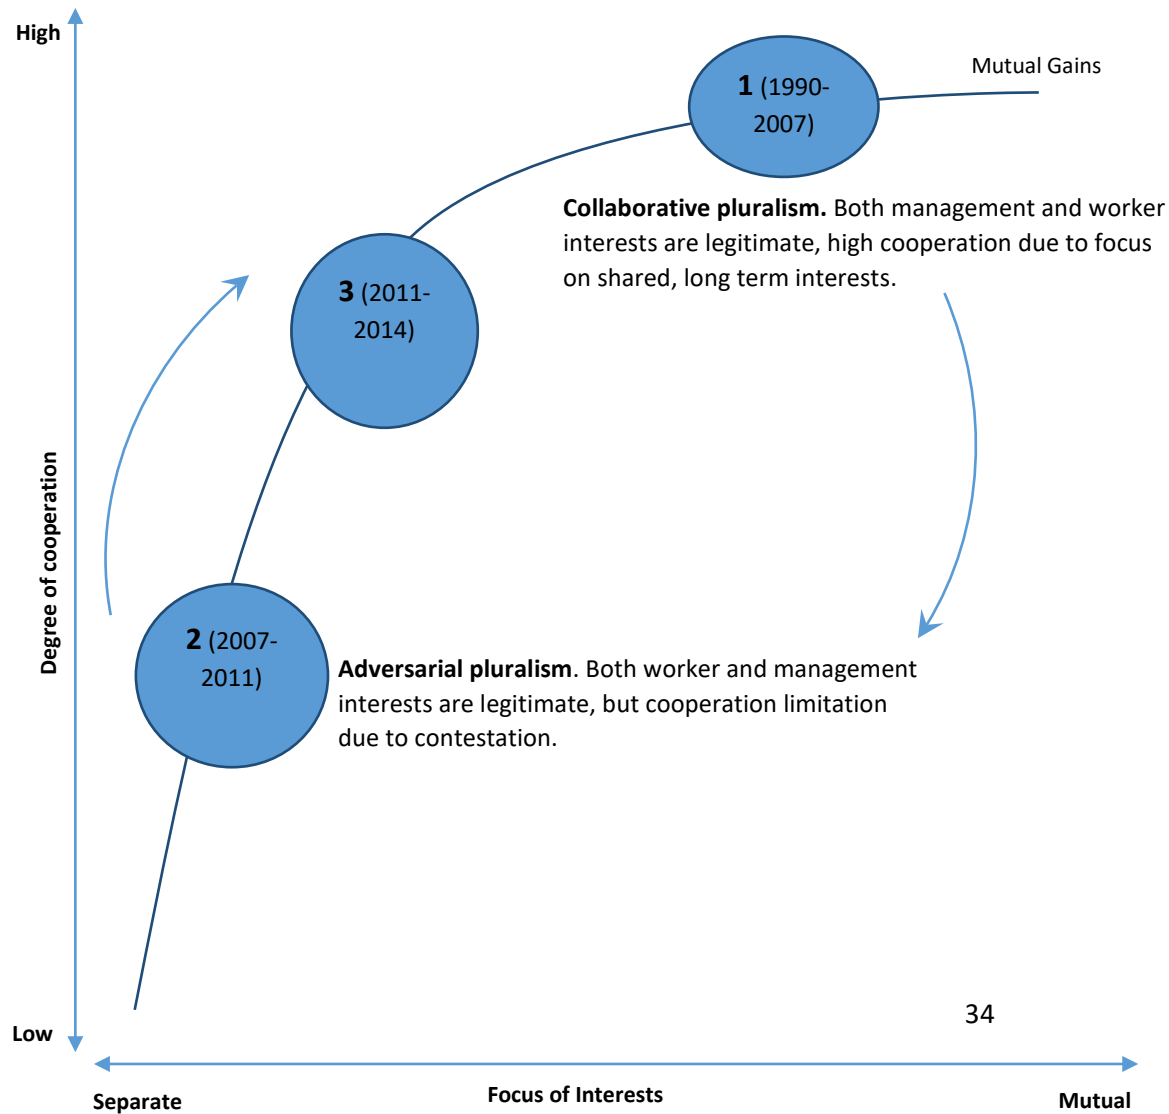 High
Mutual Gains
1 (1990-
2007)
Collaborative pluralism. Both management and worker
interests are legitimate, high cooperation due to focus
on shared, long term interests.
3 (2011-
2014)
Degree of cooperation
2 (2007-
2011)
Adversarial pluralism. Both worker and management
interests are legitimate, but cooperation limitation
due to contestation.
34
Low
Separate
Focus of Interests
Mutual